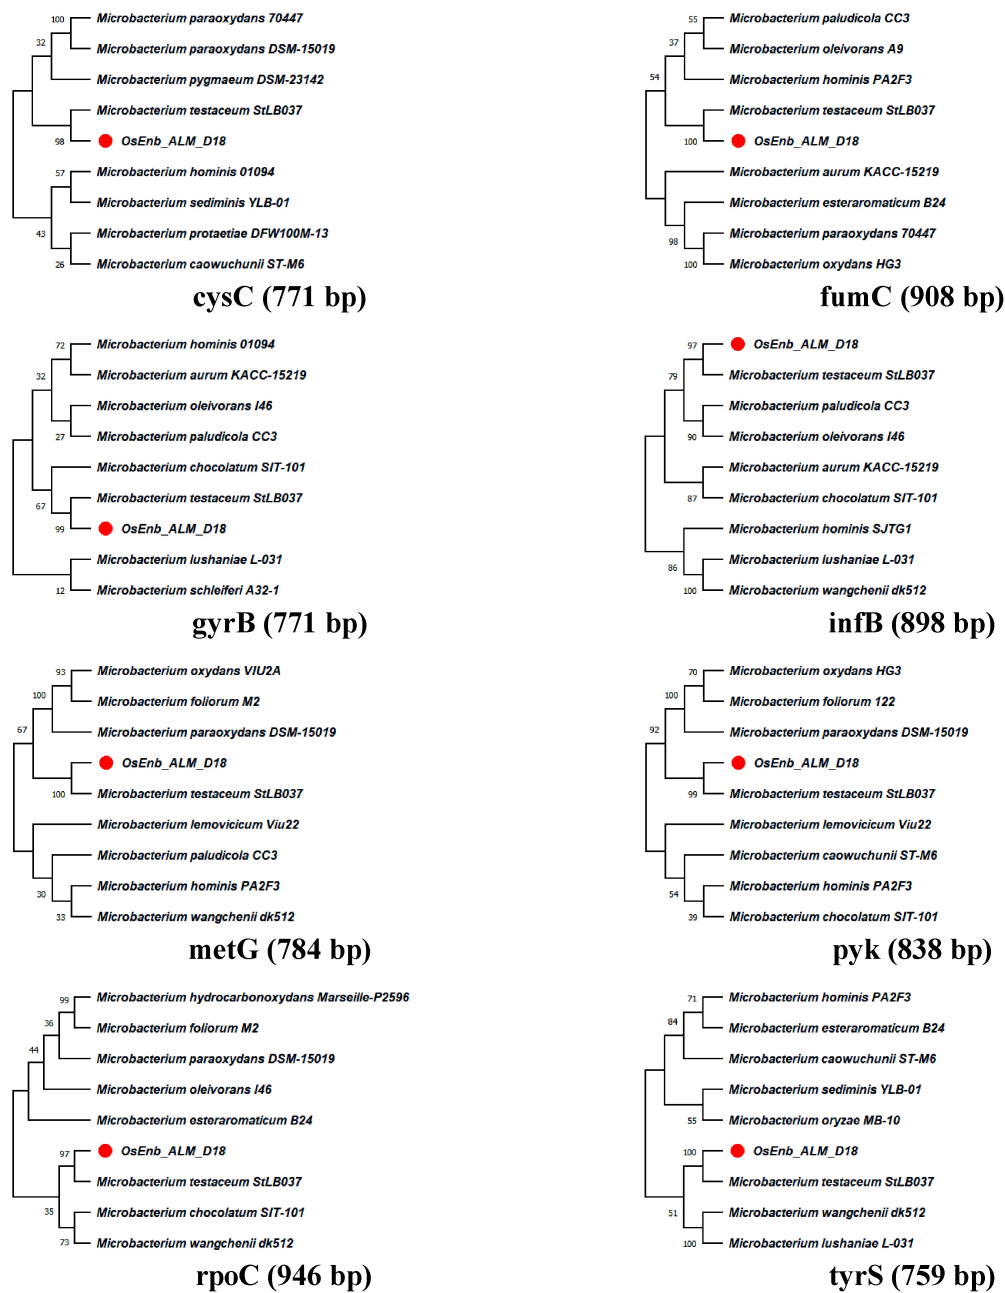 100
Microbacterium paraoxydans 70447
32
Microbacterium paraoxydans DSM-15019
Microbacterium pygmaeum DSM-23142
Microbacterium testaceum StLB037
98
OsEnb_ALM_D18
57
Microbacterium hominis 01094
Microbacterium sediminis YLB-01
43
Microbacterium protaetiae DFW100M-13
26
Microbacterium caowuchunii ST-M6
cysC (771 bp)
55
Microbacterium paludicola CC3
37
Microbacterium oleivorans A9
54
Microbacterium hominis PA2F3
Microbacterium testaceum StLB037
100
OsEnb_ALM_D18
Microbacterium aurum KACC-15219
Microbacterium esteraromaticum B24
98
Microbacterium paraoxydans 70447
100
Microbacterium oxydans HG3
fumC (908 bp)
72
Microbacterium hominis 01094
32
Microbacterium aurum KACC-15219
Microbacterium oleivorans I46
27
Microbacterium paludicola CC3
Microbacterium chocolatum SIT-101
67
Microbacterium testaceum StLB037
99
OsEnb_ALM_D18
Microbacterium lushaniae L-031
12
Microbacterium schleiferi A32-1
gyrB (771 bp)
97
OsEnb_ALM_D18
79
Microbacterium testaceum StLB037
Microbacterium paludicola CC3
90
Microbacterium oleivorans I46
Microbacterium aurum KACC-15219
87
Microbacterium chocolatum SIT-101
Microbacterium hominis SJTG1
86
Microbacterium lushaniae L-031
100
Microbacterium wangchenii dk512
infB (898 bp)
93
Microbacterium oxydans VIU2A
100
Microbacterium foliorum M2
67
Microbacterium paraoxydans DSM-15019
OsEnb_ALM_D18
100
Microbacterium testaceum StLB037
Microbacterium lemovicicum Viu22
Microbacterium paludicola CC3
30
Microbacterium hominis PA2F3
33
Microbacterium wangchenii dk512
metG (784 bp)
70
Microbacterium oxydans HG3
100
Microbacterium foliorum 122
92
Microbacterium paraoxydans DSM-15019
OsEnb_ALM_D18
99
Microbacterium testaceum StLB037
Microbacterium lemovicicum Viu22
Microbacterium caowuchunii ST-M6
54
Microbacterium hominis PA2F3
39
Microbacterium chocolatum SIT-101
pyk (838 bp)
99
Microbacterium hydrocarbonoxydans Marseille-P2596
36
Microbacterium foliorum M2
44
Microbacterium paraoxydans DSM-15019
Microbacterium oleivorans I46
Microbacterium esteraromaticum B24
97
OsEnb_ALM_D18
Microbacterium testaceum StLB037
35
Microbacterium chocolatum SIT-101
73
Microbacterium wangchenii dk512
rpoC (946 bp)
71
Microbacterium hominis PA2F3
84
Microbacterium esteraromaticum B24
Microbacterium caowuchunii ST-M6
Microbacterium sediminis YLB-01
55
Microbacterium oryzae MB-10
100
OsEnb_ALM_D18
Microbacterium testaceum StLB037
51
Microbacterium wangchenii dk512
100
Microbacterium lushaniae L-031
tyrS (759 bp)